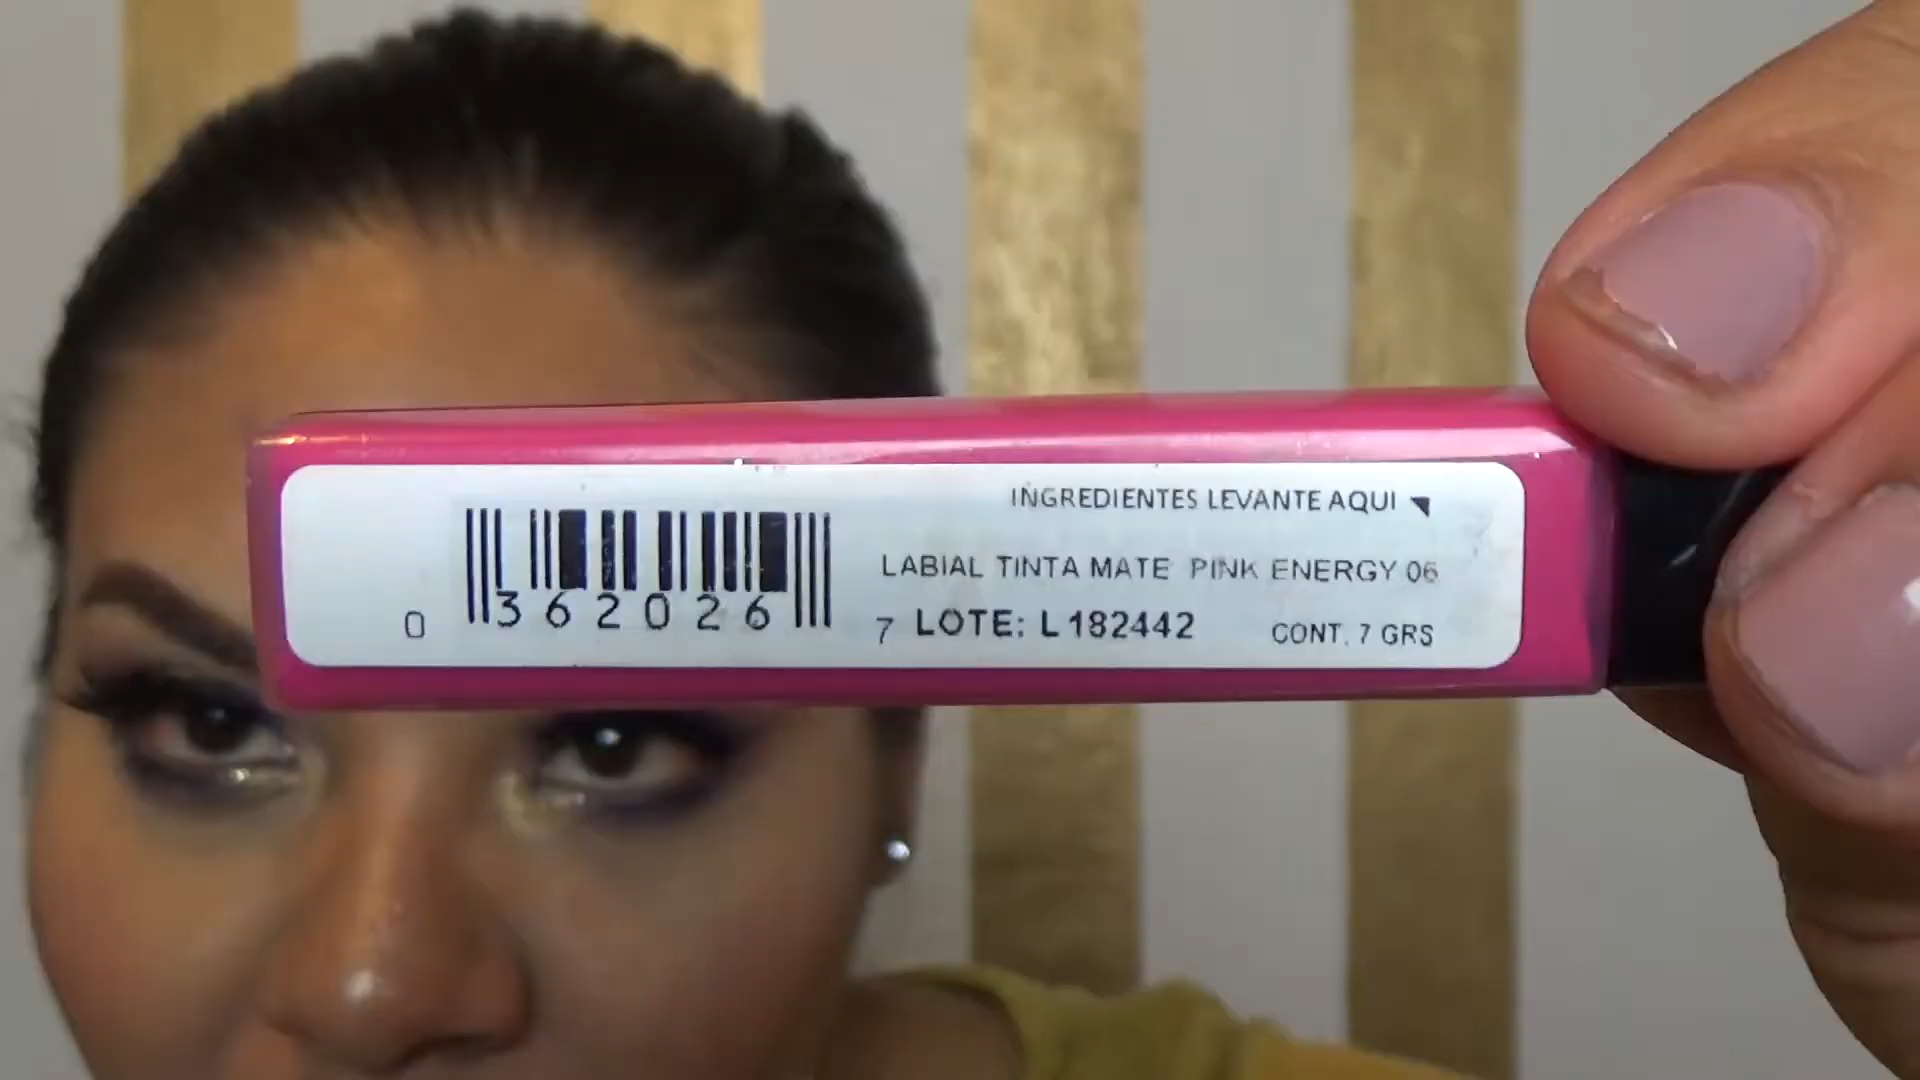 INGREDIENTES LEVANTE AQUI
LABIAL TINTA MATE PINK ENERGY 06
0 362026 7
LOTE: L182442
CONT. 7 GRS